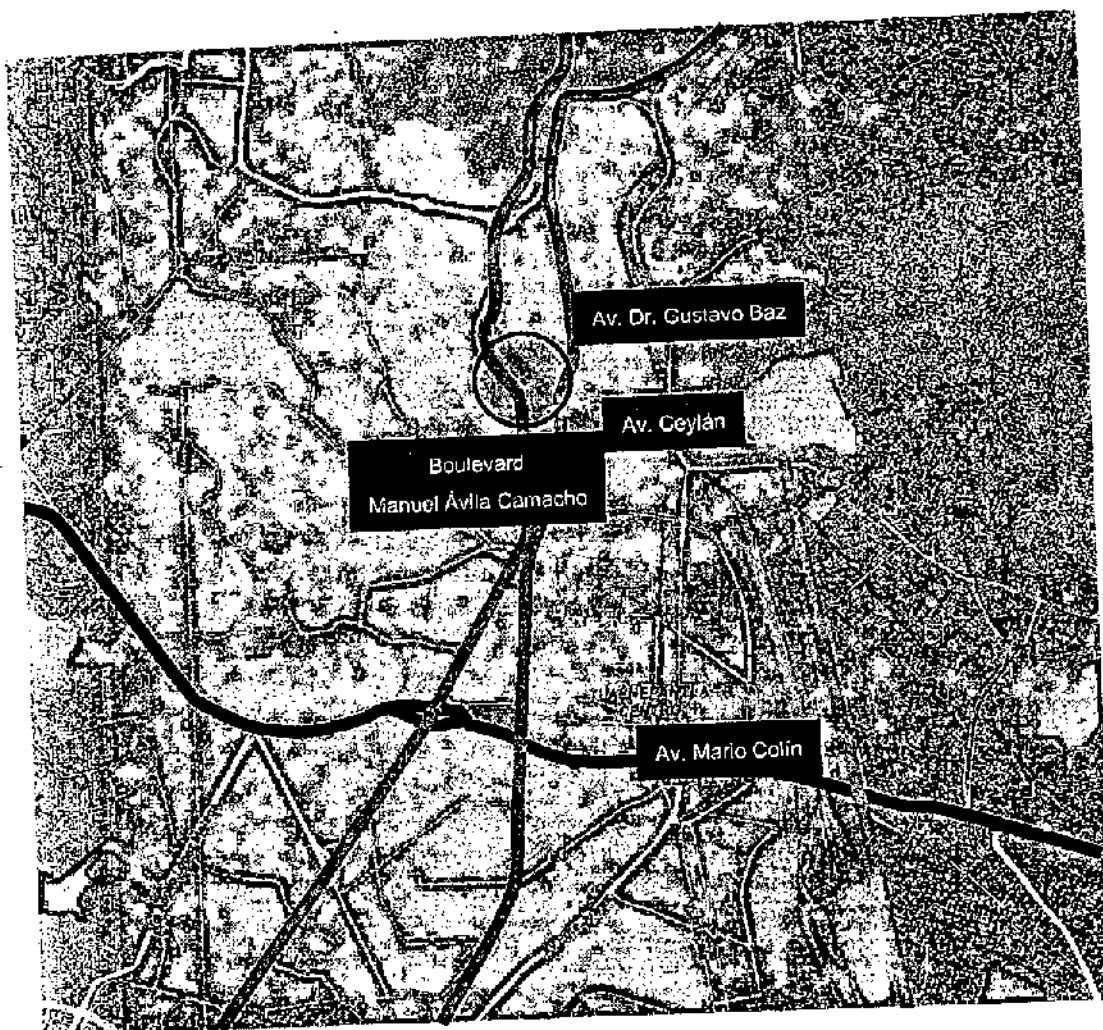 Av. Dr. Gustavo Baz
Av. Ceylán
Boulevard
Manuel Ávila Camacho
Av. Mario Colín